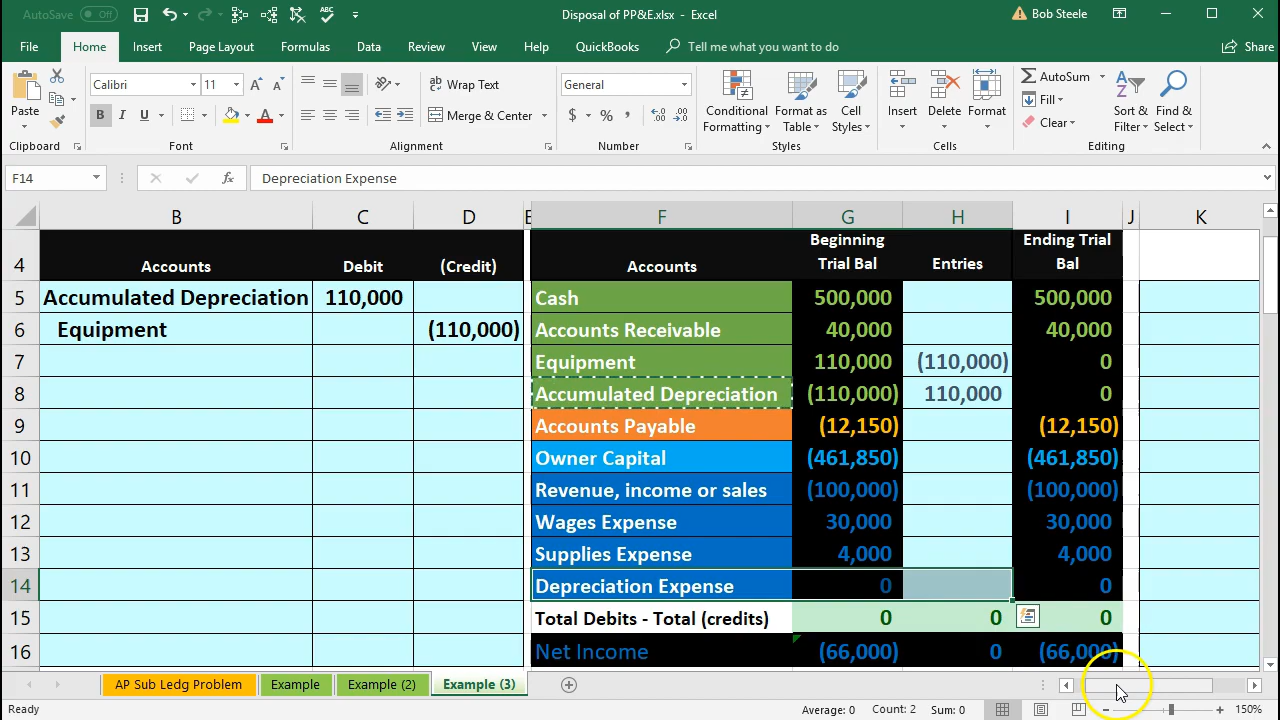 AutoSave Off Disposal of PP&E.xlsx - Excel Bob Steele
File Home Insert Page Layout Formulas Data Review View Help QuickBooks Tell me what you want to do Share
Calibri 11 General AutoSum
Paste Wrap Text Fill
Merge & Center Clear
Conditional Formatting Format as Table Cell Styles Insert Delete Format Sort & Filter Find & Select
Clipboard Font Alignment Number Styles Cells Editing
F14 fx Depreciation Expense
B C D E F G H I J K
4 Accounts Debit (Credit) Accounts Beginning Trial Bal Entries Ending Trial Bal
5 Accumulated Depreciation 110,000 Cash 500,000 500,000
6 Equipment (110,000) Accounts Receivable 40,000 40,000
7 Equipment 110,000 (110,000) 0
8 Accumulated Depreciation (110,000) 110,000 0
9 Accounts Payable (12,150) (12,150)
10 Owner Capital (461,850) (461,850)
11 Revenue, income or sales (100,000) (100,000)
12 Wages Expense 30,000 30,000
13 Supplies Expense 4,000 4,000
14 Depreciation Expense 0 0
15 Total Debits - Total (credits) 0 0 0
16 Net Income (66,000) 0 (66,000)
AP Sub Ledg Problem Example Example (2) Example (3)
Ready Average: 0 Count: 2 Sum: 0 150%